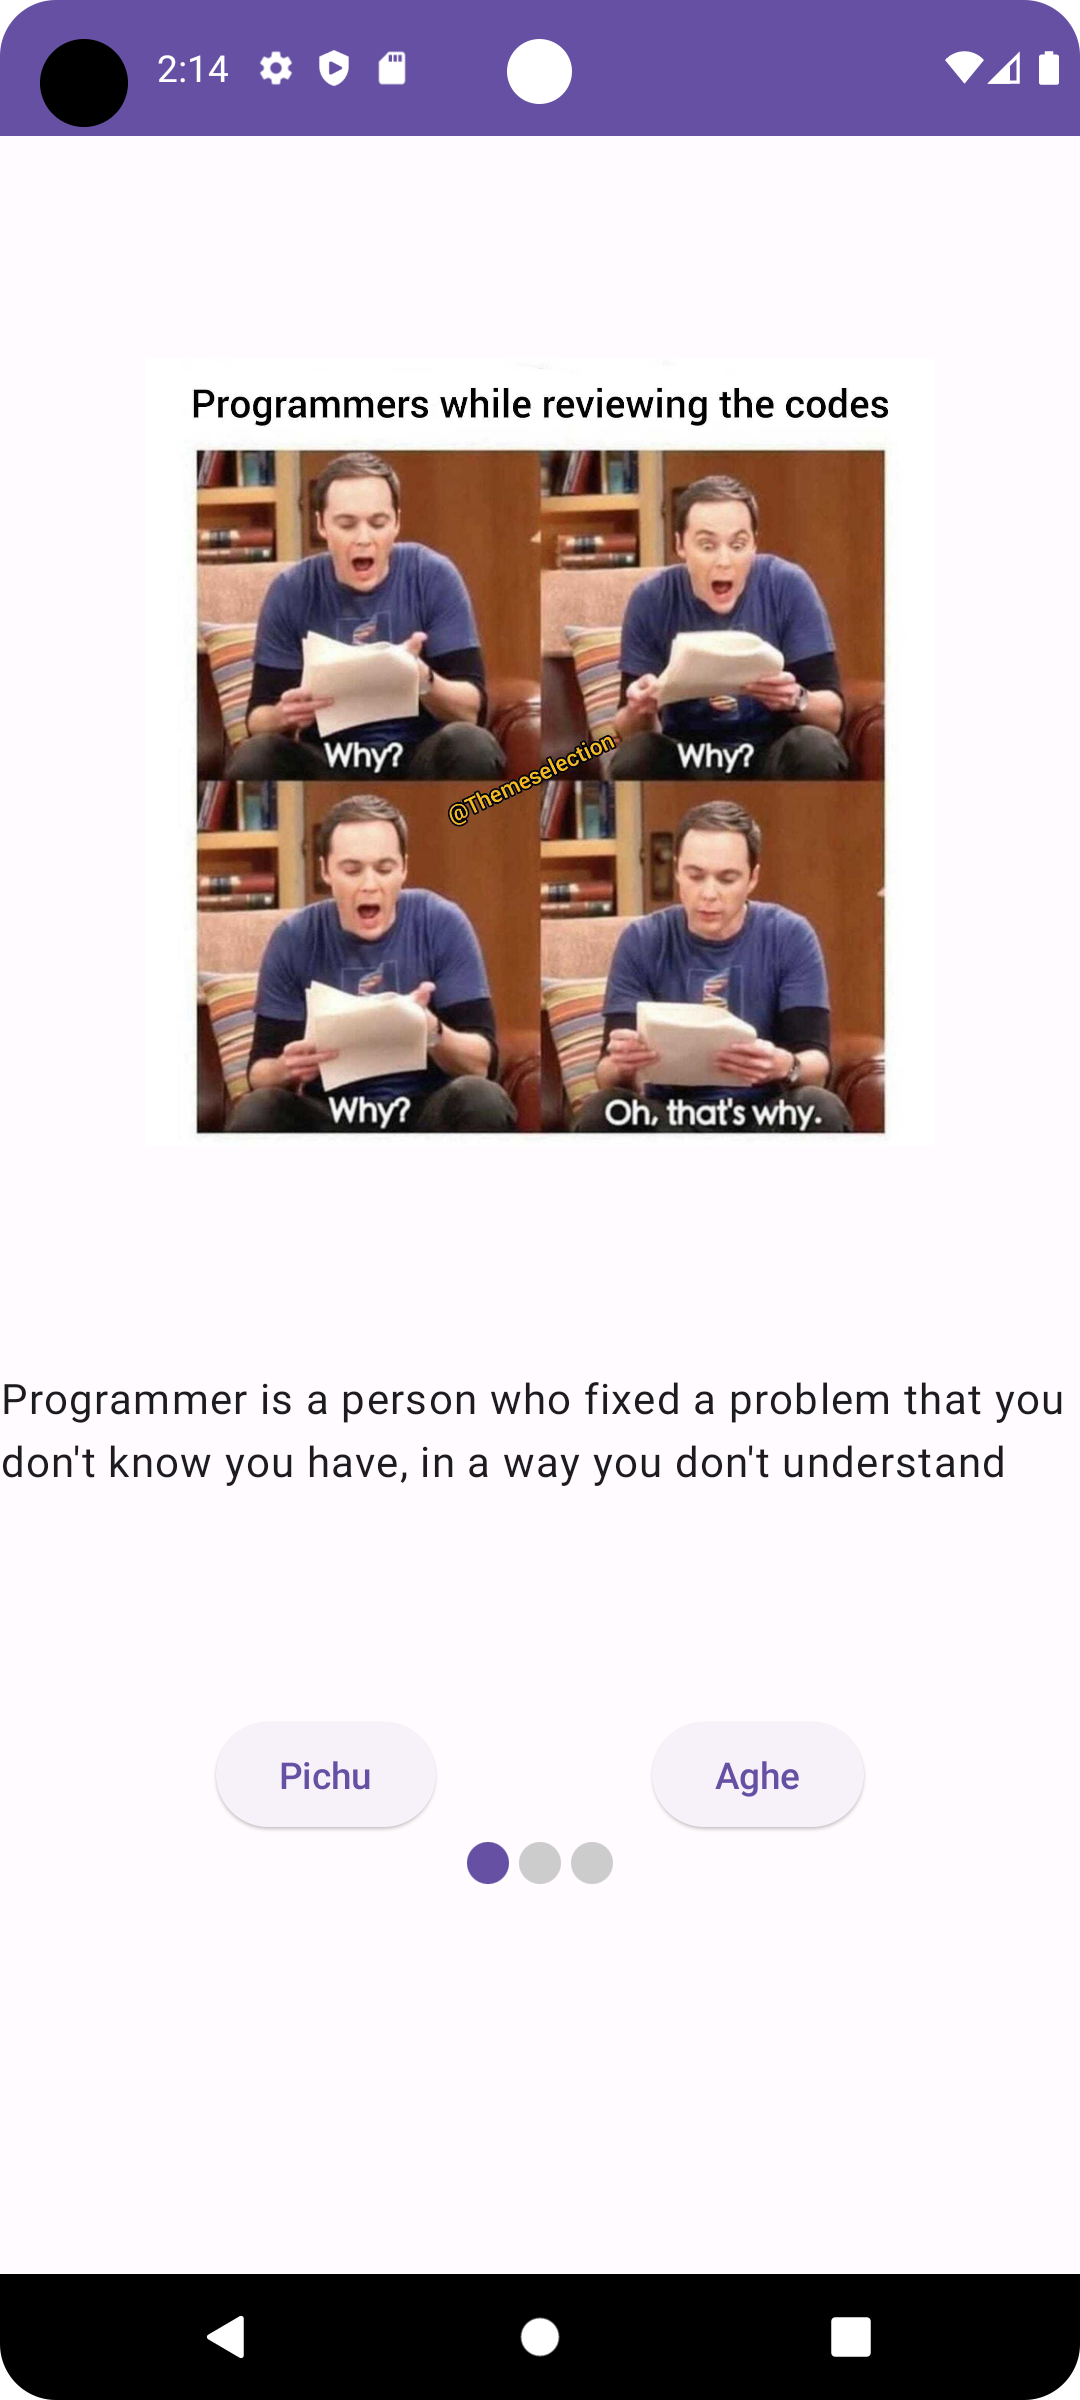 2:14
Programmers while reviewing the codes
Why?
Why?
@Themeselection
Why?
Oh, that's why.
Programmer is a person who fixed a problem that you
don't know you have, in a way you don't understand
Pichu
Aghe